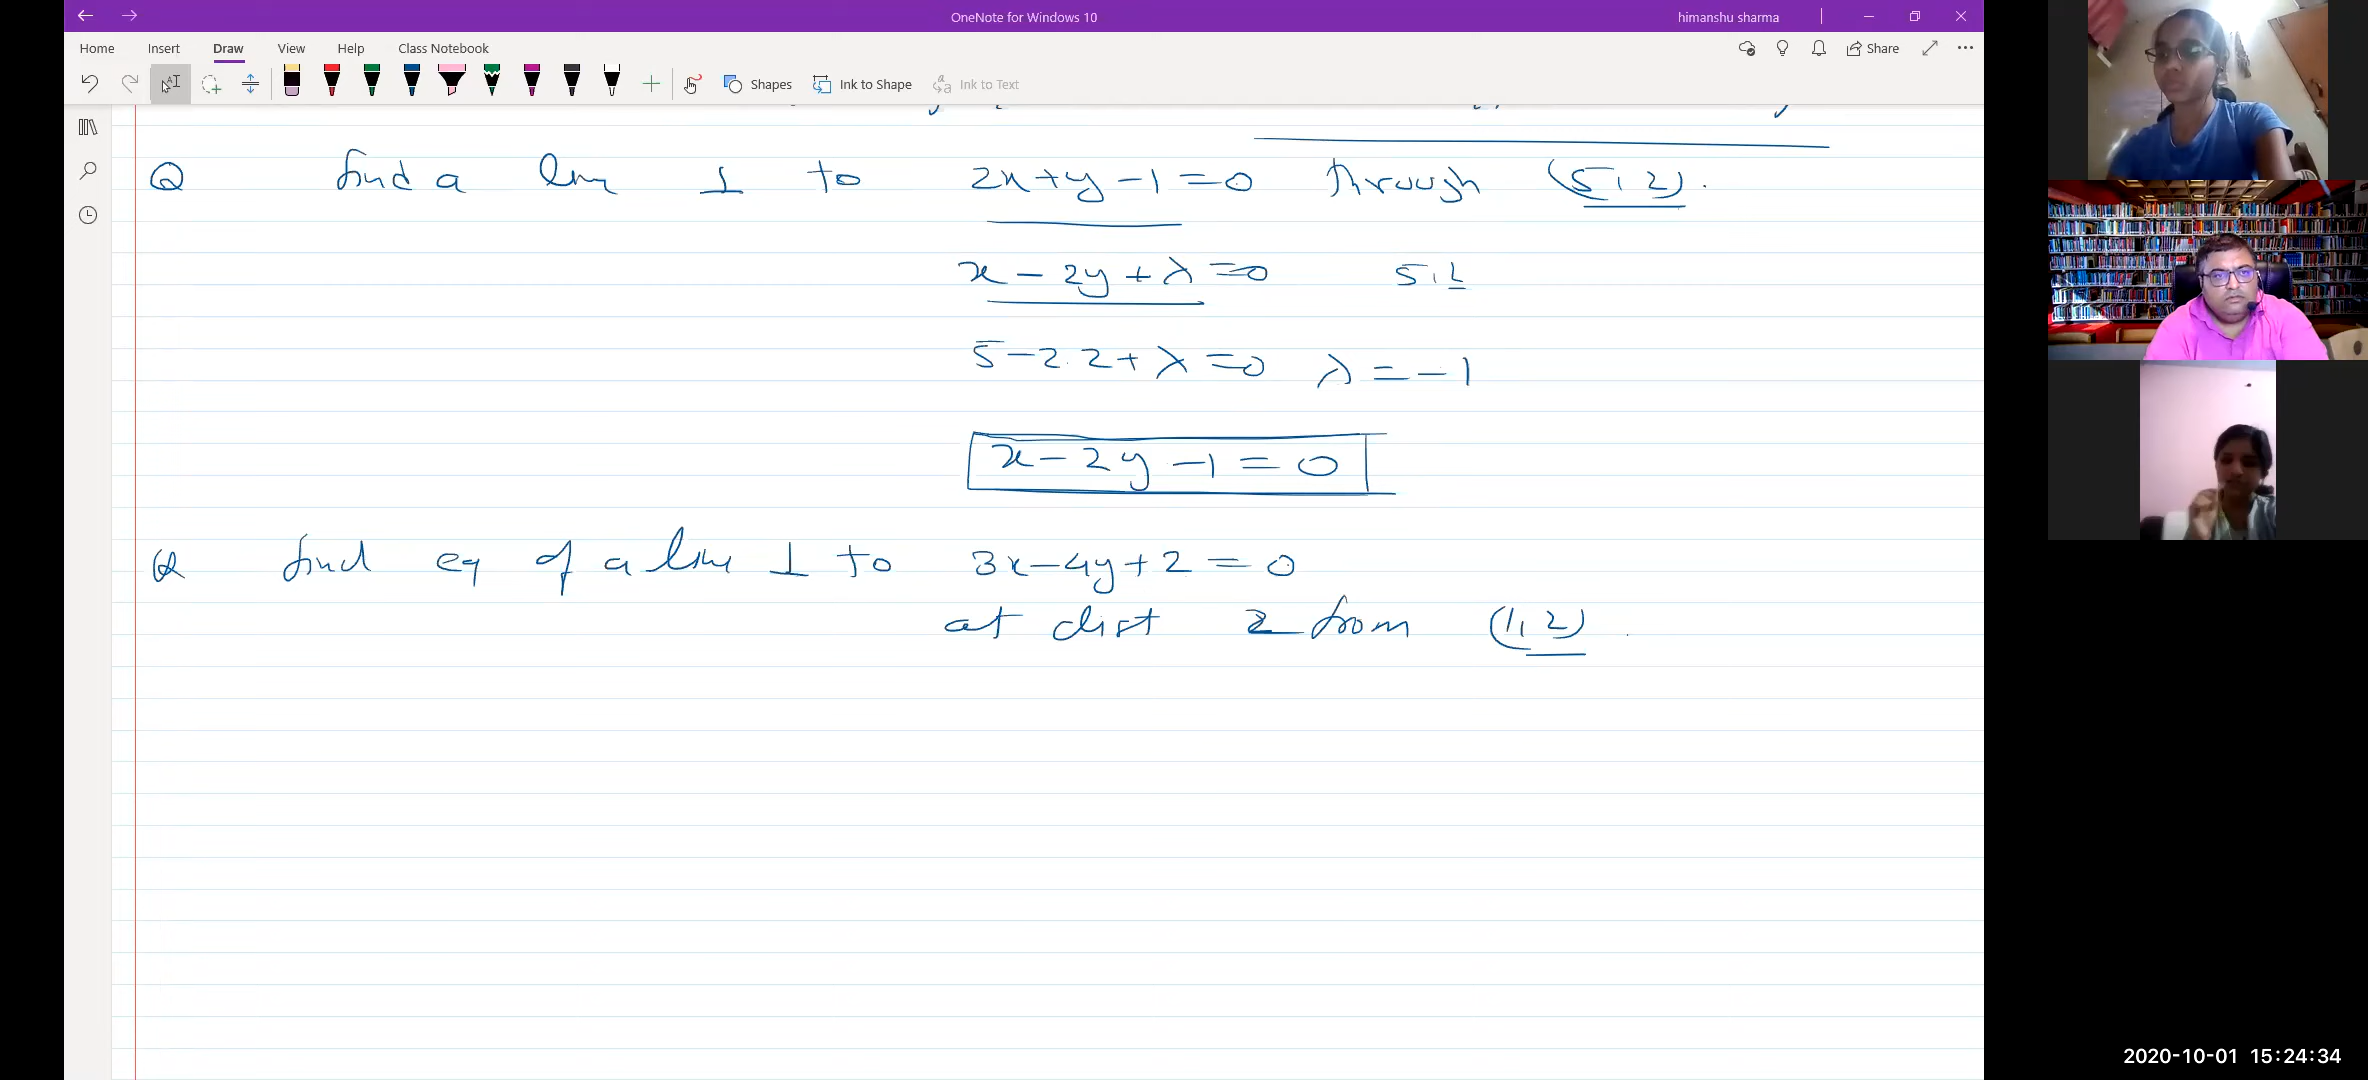 OneNote for Windows 10
himanshu sharma
Home Insert Draw View Help Class Notebook
Share
Shapes Ink to Shape Ink to Text
Q find a line ⊥ to 2x+y-1=0 through (5,2).
x-2y+λ=0 5,2
5-2.2+λ=0 λ=-1
x-2y-1=0
Q find eq of a line ⊥ to 3x-4y+2=0
at dist 2 from (1,2).
2020-10-01 15:24:34